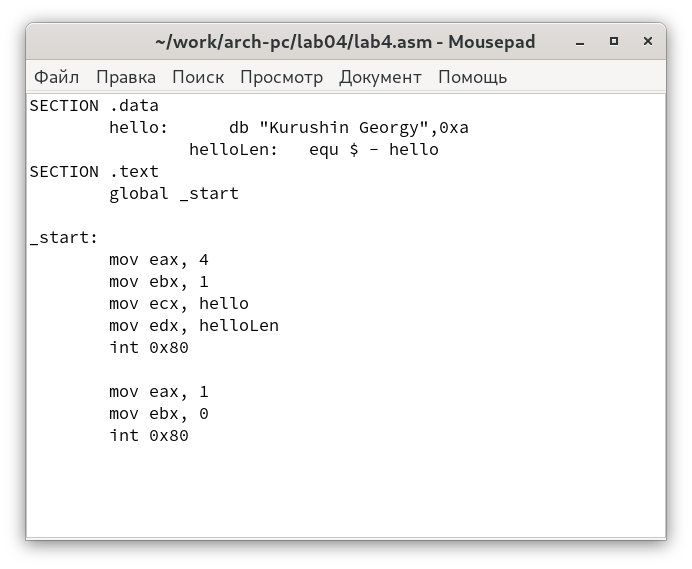 ~/work/arch-pc/lab04/lab4.asm - Mousepad
Файл Правка Поиск Просмотр Документ Помощь
SECTION .data
        hello:      db "Kurushin Georgy",0xa
                helloLen:   equ $ - hello
SECTION .text
        global _start

_start:
        mov eax, 4
        mov ebx, 1
        mov ecx, hello
        mov edx, helloLen
        int 0x80

        mov eax, 1
        mov ebx, 0
        int 0x80